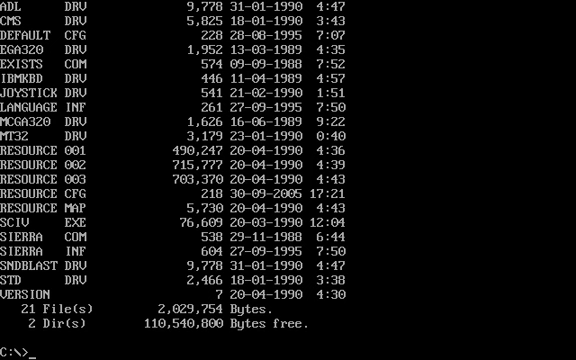 ADL      DRV             9,778 31-01-1990  4:47
CMS      DRV             5,825 18-01-1990  3:43
DEFAULT  CFG               228 28-08-1995  7:07
EGA320   DRV             1,952 13-03-1989  4:35
EXISTS   COM               574 09-09-1988  7:52
IBMKBD   DRV               446 11-04-1989  4:57
JOYSTICK DRV               541 21-02-1990  1:51
LANGUAGE INF               261 27-09-1995  7:50
MCGA320  DRV             1,626 16-06-1989  9:22
MT32     DRV             3,179 23-01-1990  0:40
RESOURCE 001           490,247 20-04-1990  4:36
RESOURCE 002           715,777 20-04-1990  4:39
RESOURCE 003           703,370 20-04-1990  4:43
RESOURCE CFG               218 30-09-2005 17:21
RESOURCE MAP             5,730 20-04-1990  4:43
SCIV     EXE            76,609 20-03-1990 12:04
SIERRA   COM               538 29-11-1988  6:44
SIERRA   INF               604 27-09-1995  7:50
SNDBLAST DRV             9,778 31-01-1990  4:47
STD      DRV             2,466 18-01-1990  3:38
VERSION                      7 20-04-1990  4:30
   21 File(s)        2,029,754 Bytes.
    2 Dir(s)       110,540,800 Bytes free.
C:\>_